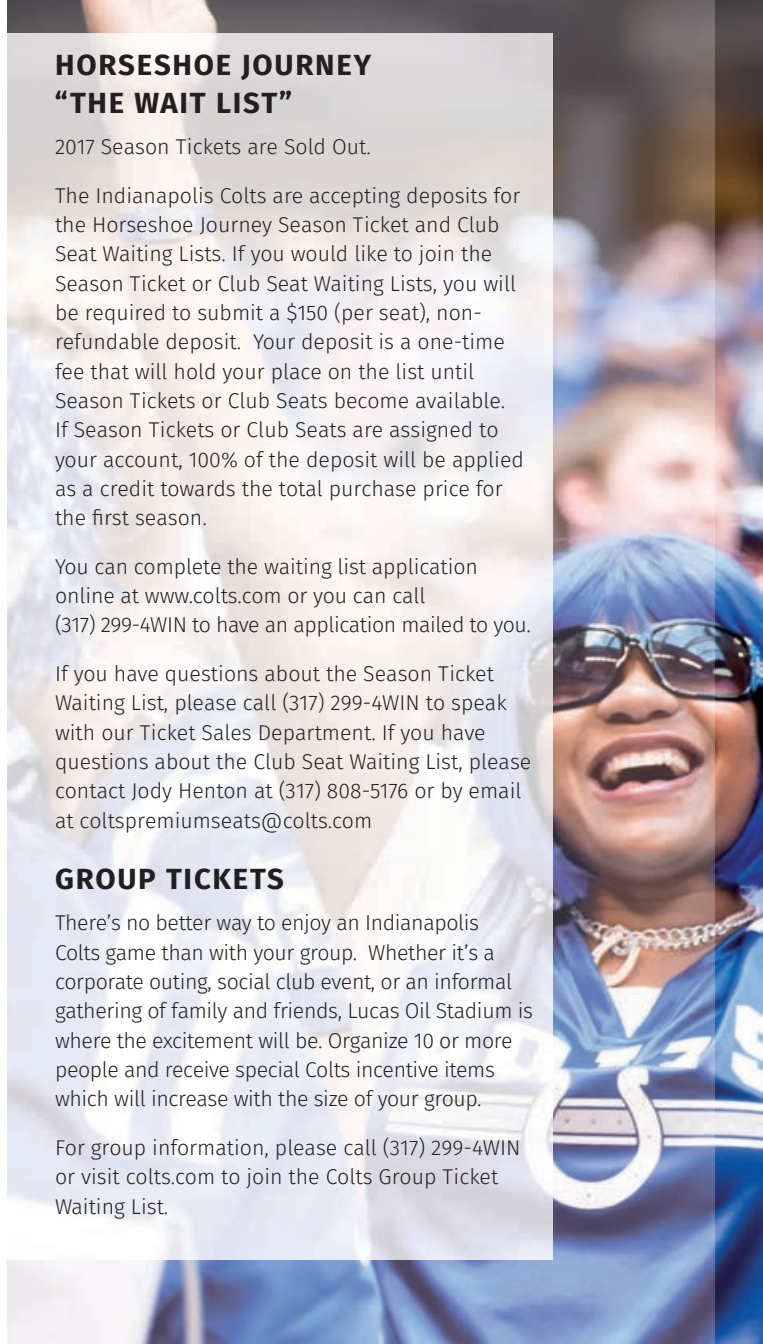 HORSESHOE JOURNEY
“THE WAIT LIST”
2017 Season Tickets are Sold Out.
The Indianapolis Colts are accepting deposits for
the Horseshoe Journey Season Ticket and Club
Seat Waiting Lists. If you would like to join the
Season Ticket or Club Seat Waiting Lists, you will
be required to submit a $150 (per seat), non-
refundable deposit.  Your deposit is a one-time
fee that will hold your place on the list until
Season Tickets or Club Seats become available.
If Season Tickets or Club Seats are assigned to
your account, 100% of the deposit will be applied
as a credit towards the total purchase price for
the first season.
You can complete the waiting list application
online at www.colts.com or you can call
(317) 299-4WIN to have an application mailed to you.
If you have questions about the Season Ticket
Waiting List, please call (317) 299-4WIN to speak
with our Ticket Sales Department. If you have
questions about the Club Seat Waiting List, please
contact Jody Henton at (317) 808-5176 or by email
at coltspremiumseats@colts.com
GROUP TICKETS
There’s no better way to enjoy an Indianapolis
Colts game than with your group.  Whether it’s a
corporate outing, social club event, or an informal
gathering of family and friends, Lucas Oil Stadium is
where the excitement will be. Organize 10 or more
people and receive special Colts incentive items
which will increase with the size of your group.
For group information, please call (317) 299-4WIN
or visit colts.com to join the Colts Group Ticket
Waiting List.